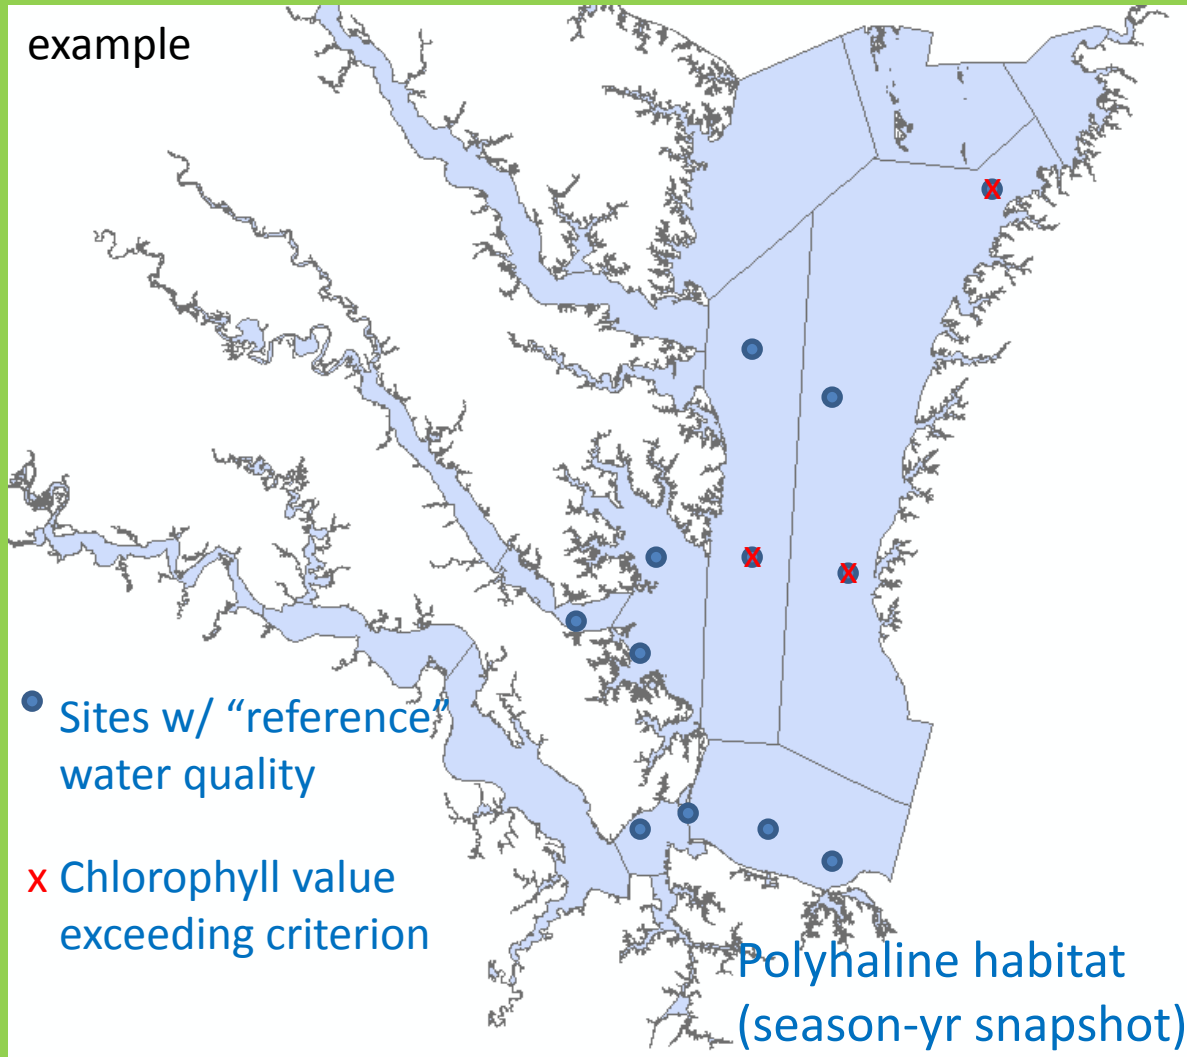 example
Sites w/ “reference”
water quality
x Chlorophyll value
exceeding criterion
Polyhaline habitat
(season-yr snapshot)
x
x
x